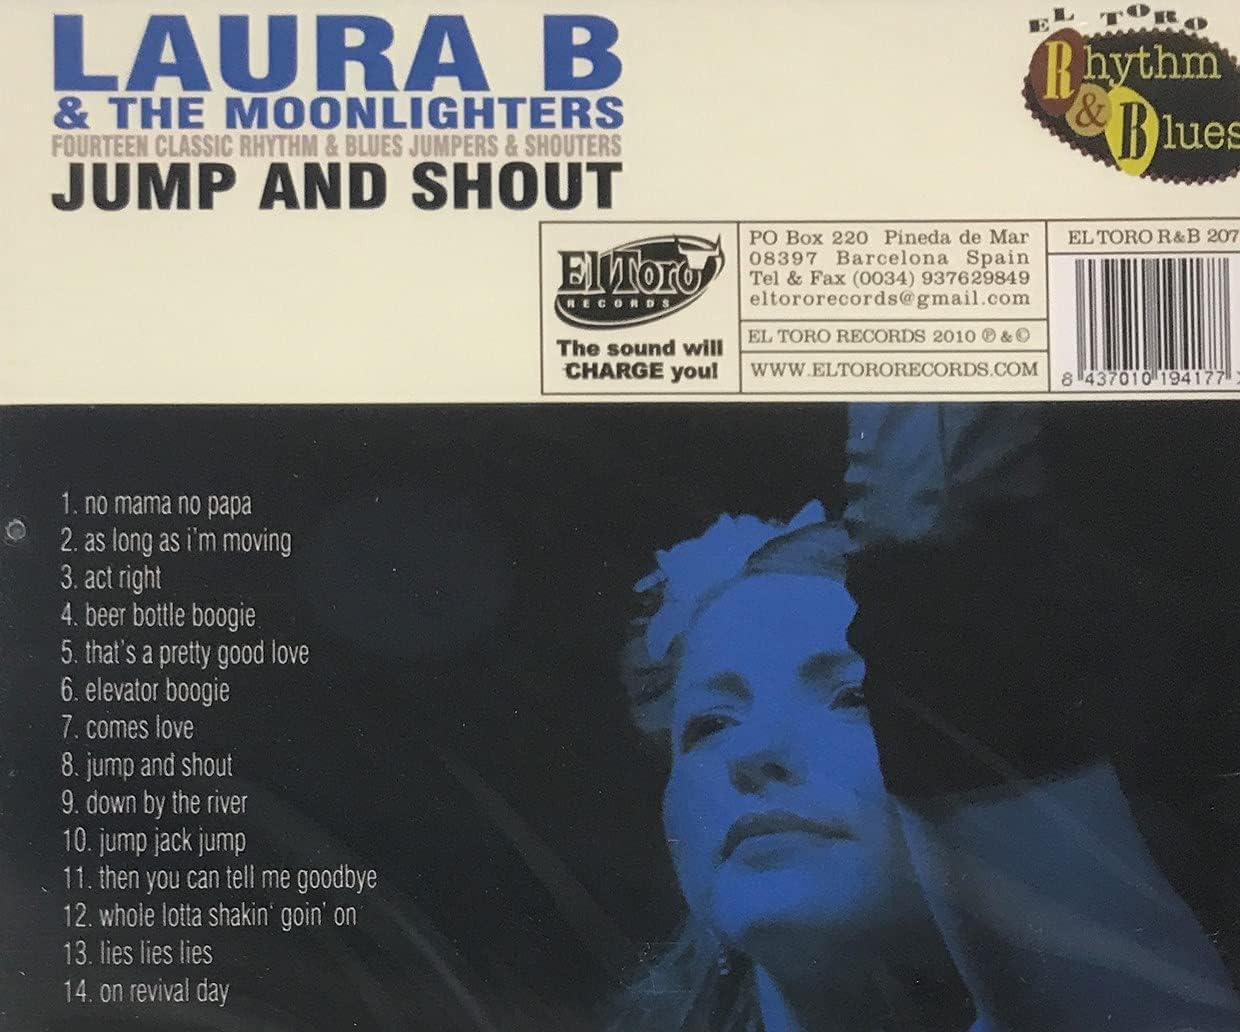 LAURA B
& THE MOONLIGHTERS
FOURTEEN CLASSIC RHYTHM & BLUES JUMPERS & SHOUTERS
JUMP AND SHOUT
EL TORO
Rhythm
&
Blues
El Toro
RECORDS
The sound will
CHARGE you!
PO Box 220 Pineda de Mar
08397 Barcelona Spain
Tel & Fax (0034) 937629849
eltororecords@gmail.com
EL TORO RECORDS 2010 ℗ & ©
WWW.ELTORORECORDS.COM
EL TORO R&B 207
8 437010 194177
1. no mama no papa
2. as long as i'm moving
3. act right
4. beer bottle boogie
5. that's a pretty good love
6. elevator boogie
7. comes love
8. jump and shout
9. down by the river
10. jump jack jump
11. then you can tell me goodbye
12. whole lotta shakin' goin' on
13. lies lies lies
14. on revival day